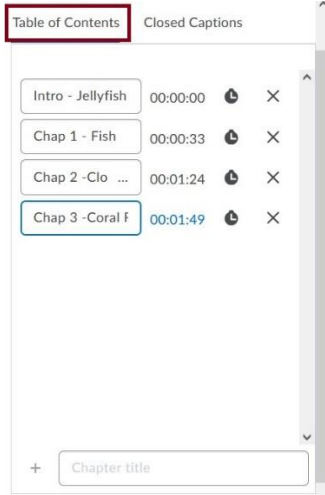 Table of Contents Closed Captions
Intro - Jellyfish 00:00:00
Chap 1 - Fish 00:00:33
Chap 2 -Clo ... 00:01:24
Chap 3 -Coral 00:01:49
+ Chapter title